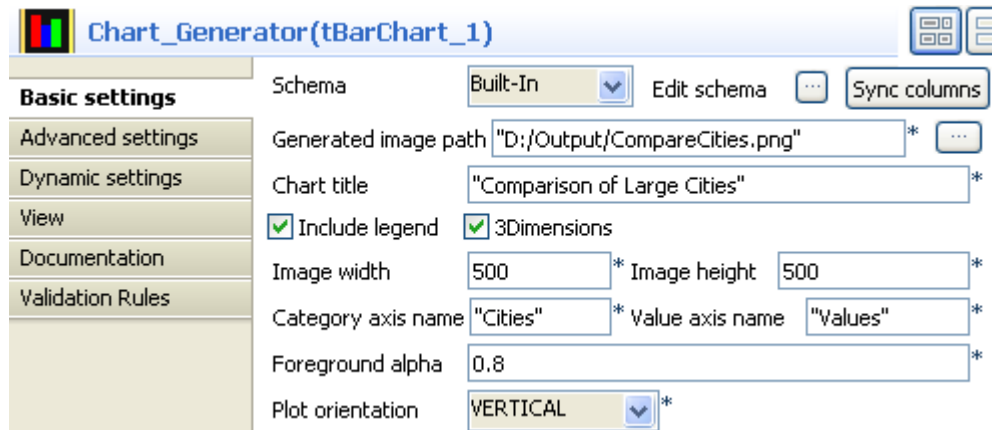 Chart_Generator(tBarChart_1)
Basic settings
Advanced settings
Dynamic settings
View
Documentation
Validation Rules
Schema Built-In Edit schema ... Sync columns
Generated image path "D:/Output/CompareCities.png" * ...
Chart title "Comparison of Large Cities" *
Include legend 3Dimensions
Image width 500 * Image height 500 *
Category axis name "Cities" * Value axis name "Values" *
Foreground alpha 0.8 *
Plot orientation VERTICAL *